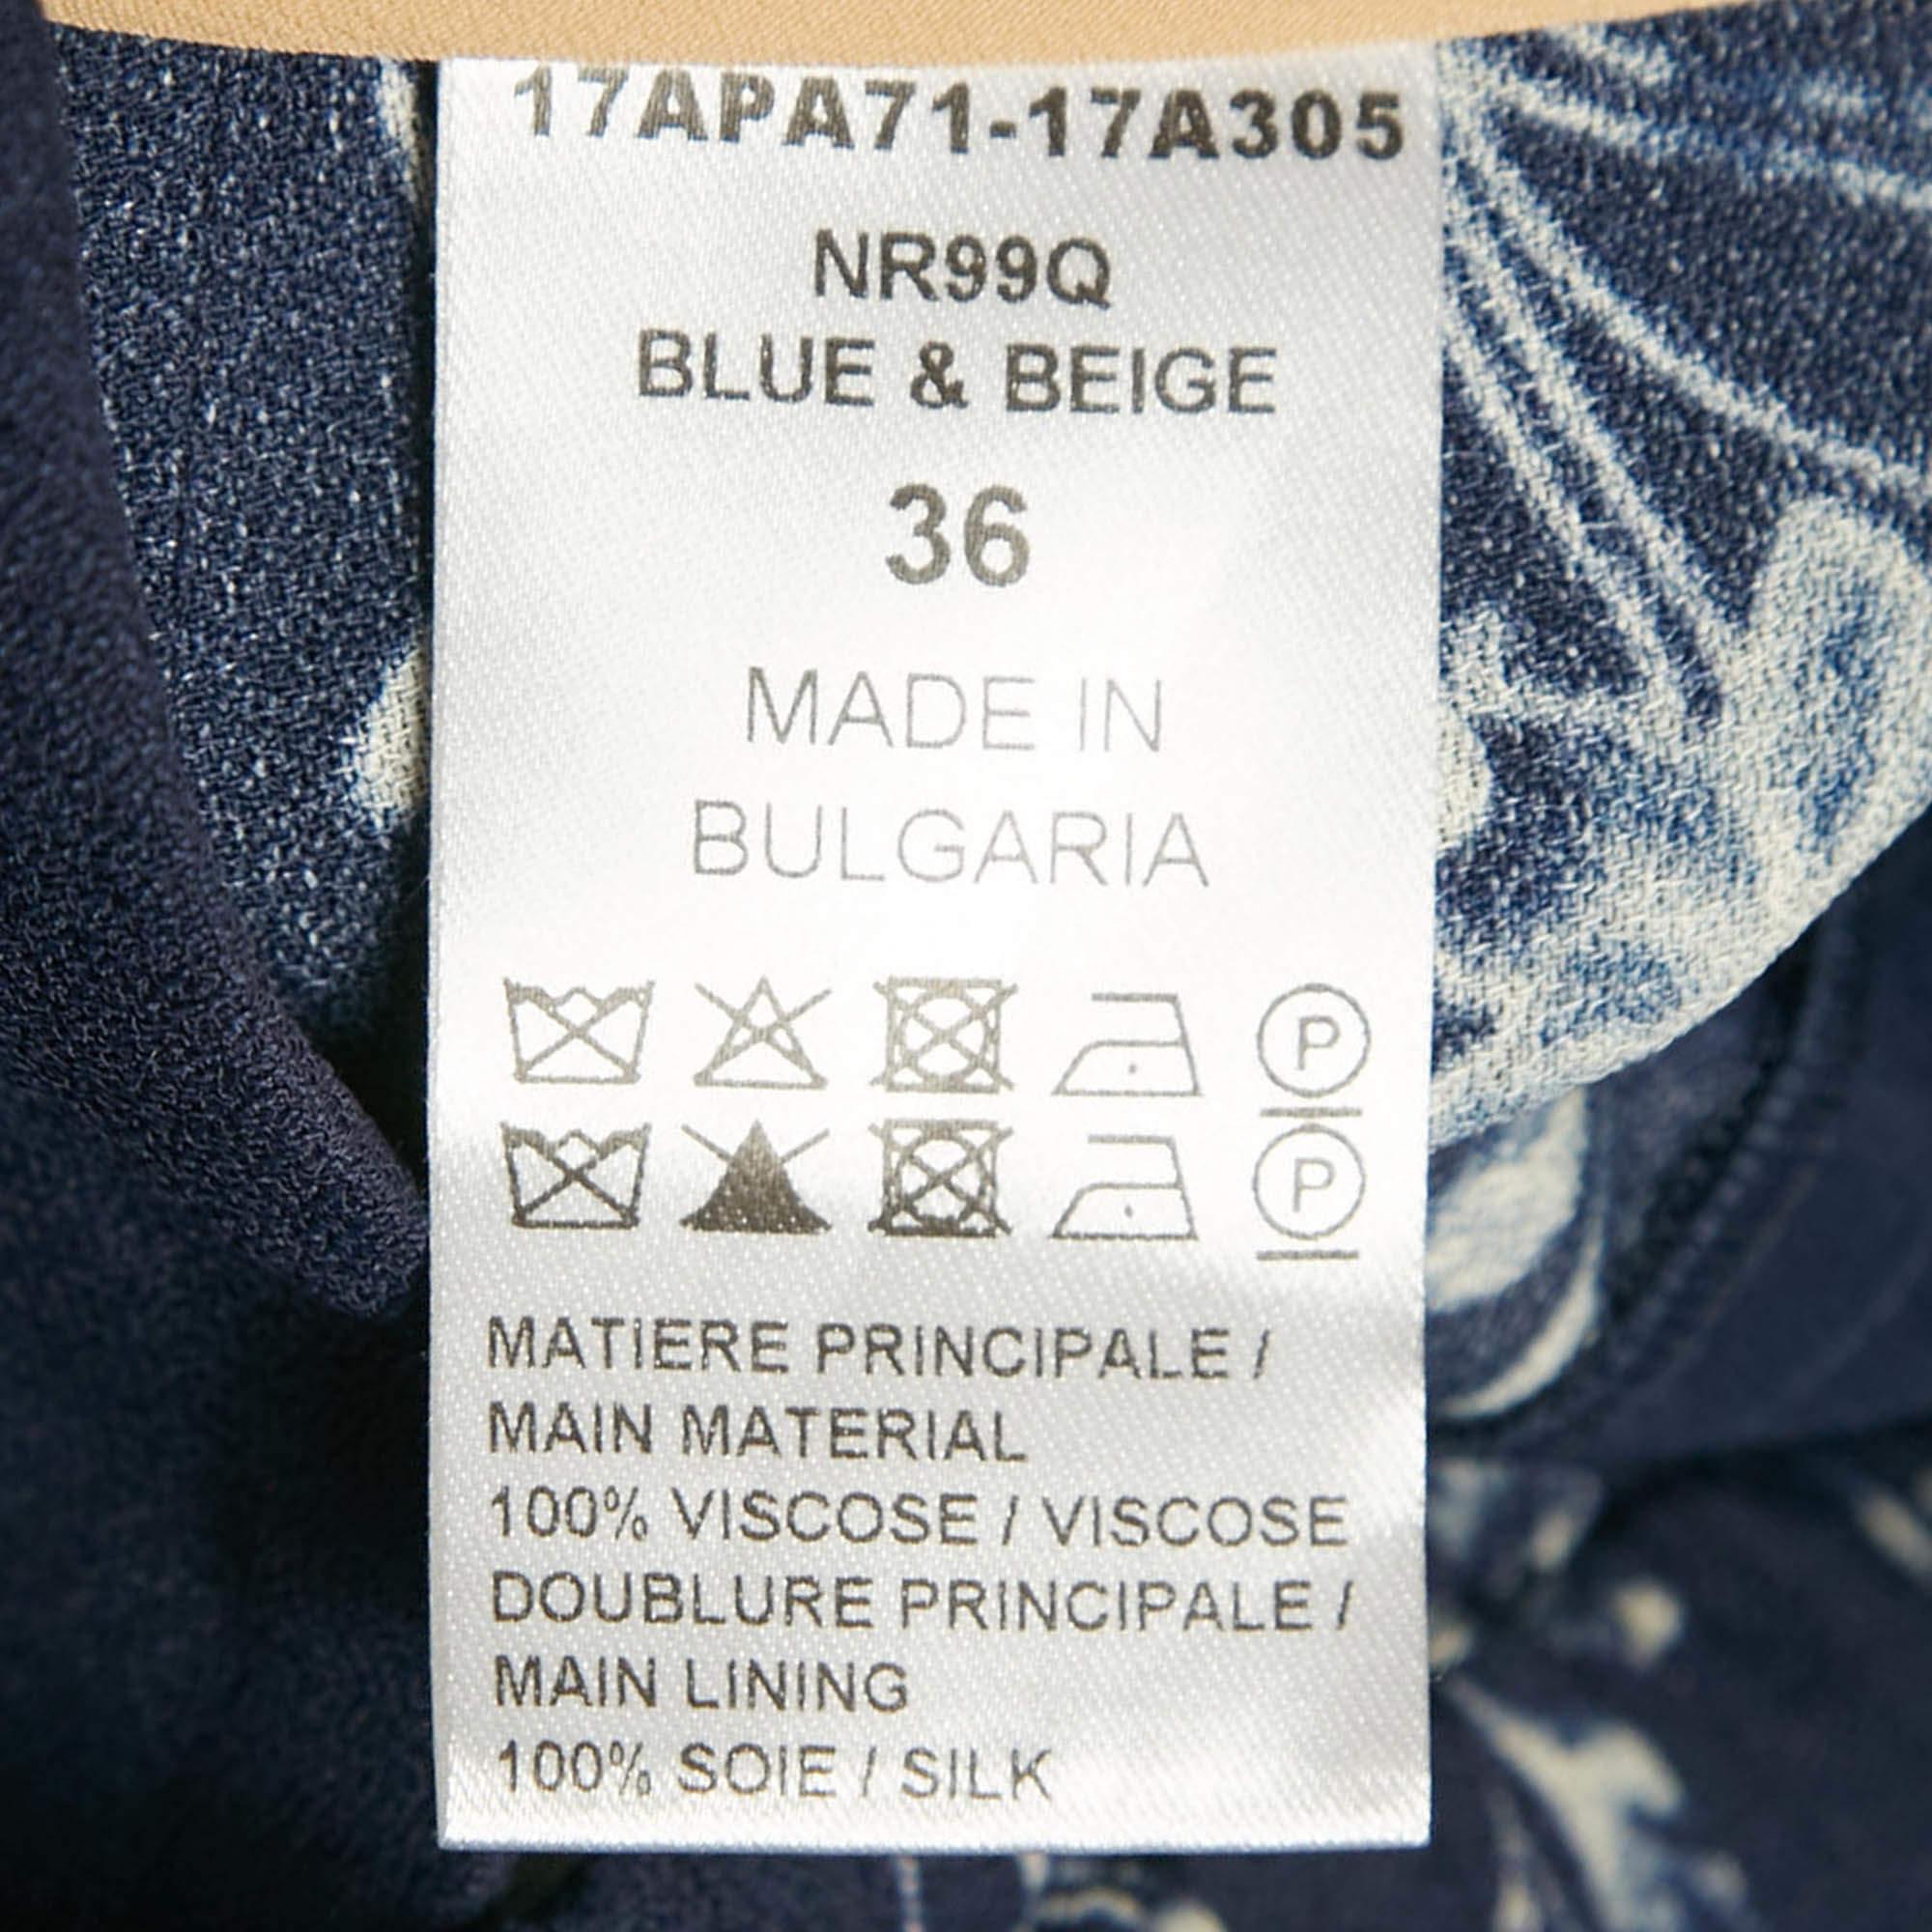 17APA71-17A305
NR99Q
BLUE & BEIGE
36
MADE IN
BULGARIA
P
P
MATIERE PRINCIPALE /
MAIN MATERIAL
100% VISCOSE / VISCOSE
DOUBLURE PRINCIPALE /
MAIN LINING
100% SOIE / SILK